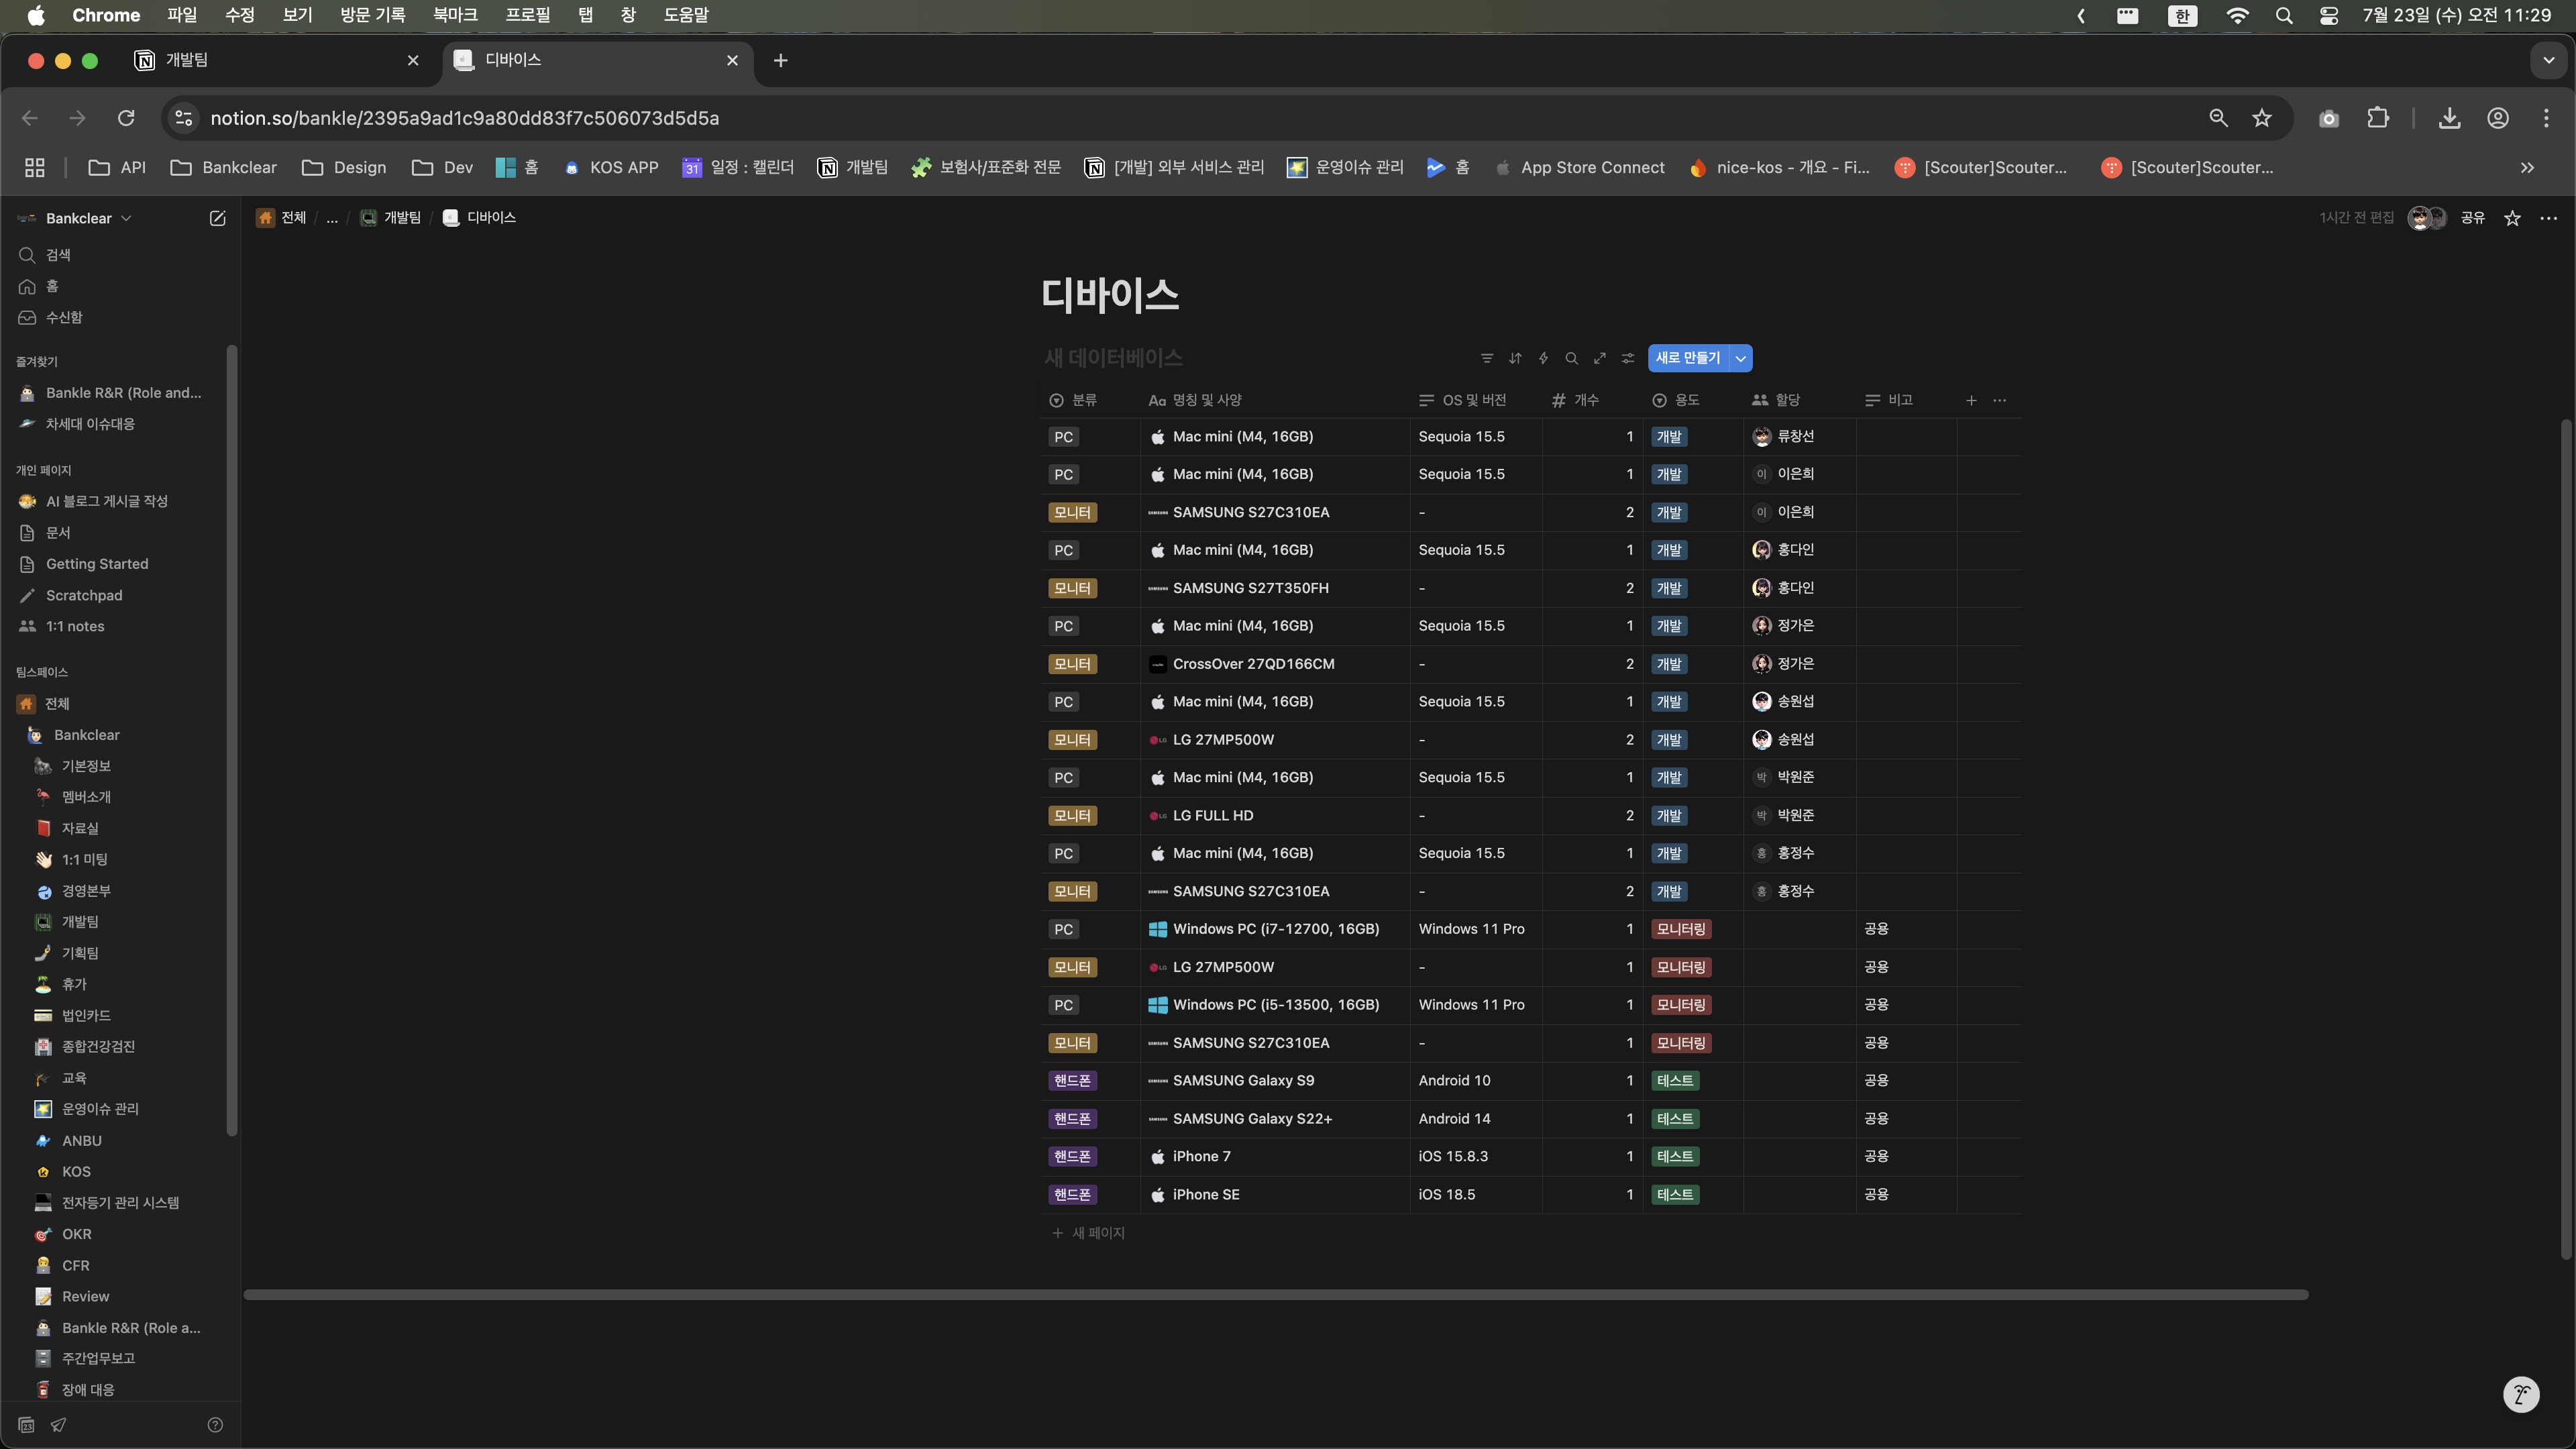 Chrome 파일 수정 보기 방문 기록 북마크 프로필 탭 창 도움말 한 7월 23일 (수) 오전 11:29
개발팀 디바이스
notion.so/bankle/2395a9ad1c9a80dd83f7c506073d5d5a
API Bankclear Design Dev 홈 KOS APP 31 일정 : 캘린더 개발팀 보험사/표준화 전문 [개발] 외부 서비스 관리 운영이슈 관리 홈 App Store Connect nice-kos - 개요 – Fi... [Scouter]Scouter... [Scouter]Scouter...
Bankclear
전체 / ... / 개발팀 / 디바이스
1시간 전 편집 공유
검색
홈
수신함
즐겨찾기
Bankle R&R (Role and...
차세대 이슈대응
개인 페이지
AI 블로그 게시글 작성
문서
Getting Started
Scratchpad
1:1 notes
팀스페이스
전체
Bankclear
기본정보
멤버소개
자료실
1:1 미팅
경영본부
개발팀
기획팀
휴가
법인카드
종합건강검진
교육
운영이슈 관리
ANBU
KOS
전자등기 관리 시스템
OKR
CFR
Review
Bankle R&R (Role a...
주간업무보고
장애 대응
디바이스
새 데이터베이스 새로 만들기
분류 Aa 명칭 및 사양 OS 및 버전 # 개수 용도 할당 비고
PC Mac mini (M4, 16GB) Sequoia 15.5 1 개발 류창선
PC Mac mini (M4, 16GB) Sequoia 15.5 1 개발 이 이은희
모니터 SAMSUNG S27C310EA - 2 개발 이 이은희
PC Mac mini (M4, 16GB) Sequoia 15.5 1 개발 홍다인
모니터 SAMSUNG S27T350FH - 2 개발 홍다인
PC Mac mini (M4, 16GB) Sequoia 15.5 1 개발 정가은
모니터 CrossOver 27QD166CM - 2 개발 정가은
PC Mac mini (M4, 16GB) Sequoia 15.5 1 개발 송원섭
모니터 LG 27MP500W - 2 개발 송원섭
PC Mac mini (M4, 16GB) Sequoia 15.5 1 개발 박 박원준
모니터 LG FULL HD - 2 개발 박 박원준
PC Mac mini (M4, 16GB) Sequoia 15.5 1 개발 홍 홍정수
모니터 SAMSUNG S27C310EA - 2 개발 홍 홍정수
PC Windows PC (i7-12700, 16GB) Windows 11 Pro 1 모니터링 공용
모니터 LG 27MP500W - 1 모니터링 공용
PC Windows PC (i5-13500, 16GB) Windows 11 Pro 1 모니터링 공용
모니터 SAMSUNG S27C310EA - 1 모니터링 공용
핸드폰 SAMSUNG Galaxy S9 Android 10 1 테스트 공용
핸드폰 SAMSUNG Galaxy S22+ Android 14 1 테스트 공용
핸드폰 iPhone 7 iOS 15.8.3 1 테스트 공용
핸드폰 iPhone SE iOS 18.5 1 테스트 공용
+ 새 페이지